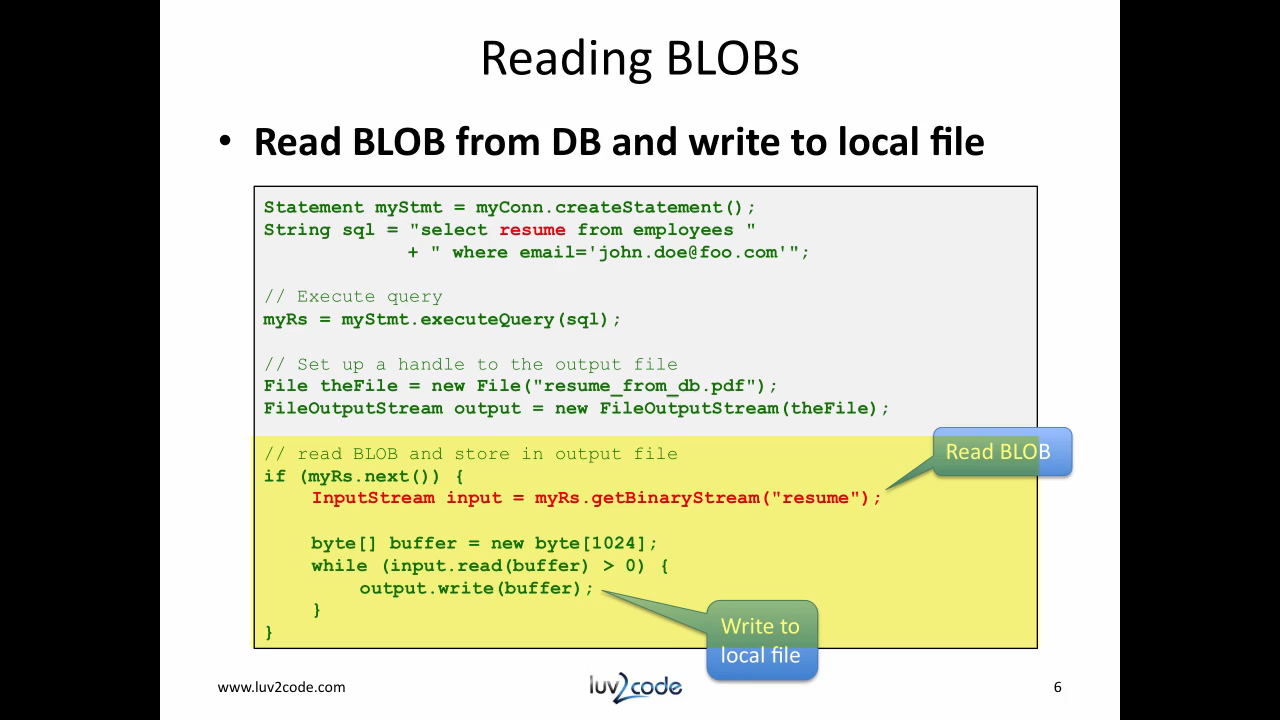 Reading BLOBs
• Read BLOB from DB and write to local file
Statement myStmt = myConn.createStatement();
String sql = "select resume from employees "
+ " where email='john.doe@foo.com'";
// Execute query
myRs = myStmt.executeQuery(sql);
// Set up a handle to the output file
File theFile = new File("resume_from_db.pdf");
FileOutputStream output = new FileOutputStream(theFile);
// read BLOB and store in output file
if (myRs.next()) {
InputStream input = myRs.getBinaryStream("resume");
Read BLOB
byte[] buffer = new byte[1024];
while (input.read(buffer) > 0) {
output.write(buffer);
}
}
Write to
local file
www.luv2code.com
luv2code
6